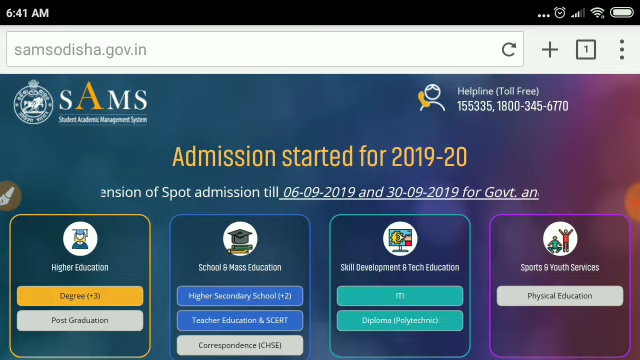 6:41 AM
samsodisha.gov.in
1
SAMS
Student Academic Management System
Helpline (Toll Free)
155335, 1800-345-6770
Admission started for 2019-20
ension of Spot admission till 06-09-2019 and 30-09-2019 for Govt. an
Higher Education
Degree (+3)
Post Graduation
School & Mass Education
Higher Secondary School (+2)
Teacher Education & SCERT
Correspondence (CHSE)
Skill Development & Tech Education
ITI
Diploma (Polytechnic)
Sports & Youth Services
Physical Education